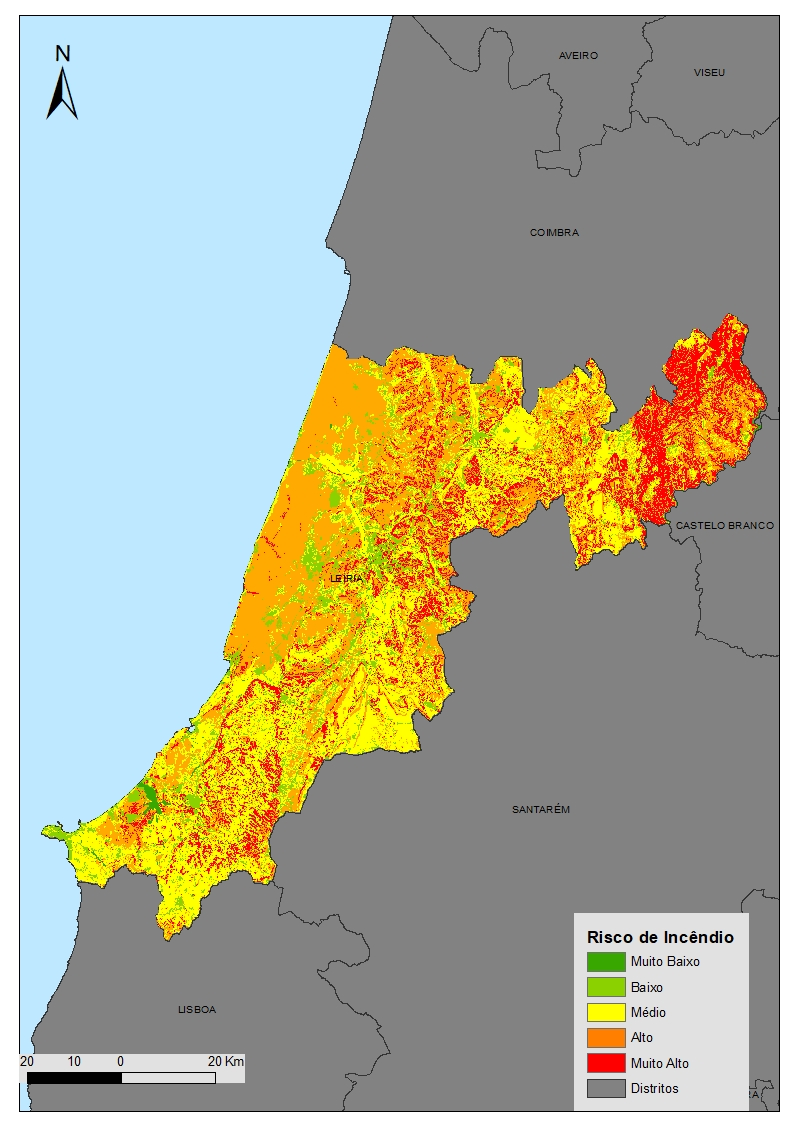 N
AVEIRO
VISEU
COIMBRA
CASTELO BRANCO
LEIRIA
SANTARÉM
LISBOA
Risco de Incêndio
Muito Baixo
Baixo
Médio
Alto
Muito Alto
Distritos
20 10 0 20 Km